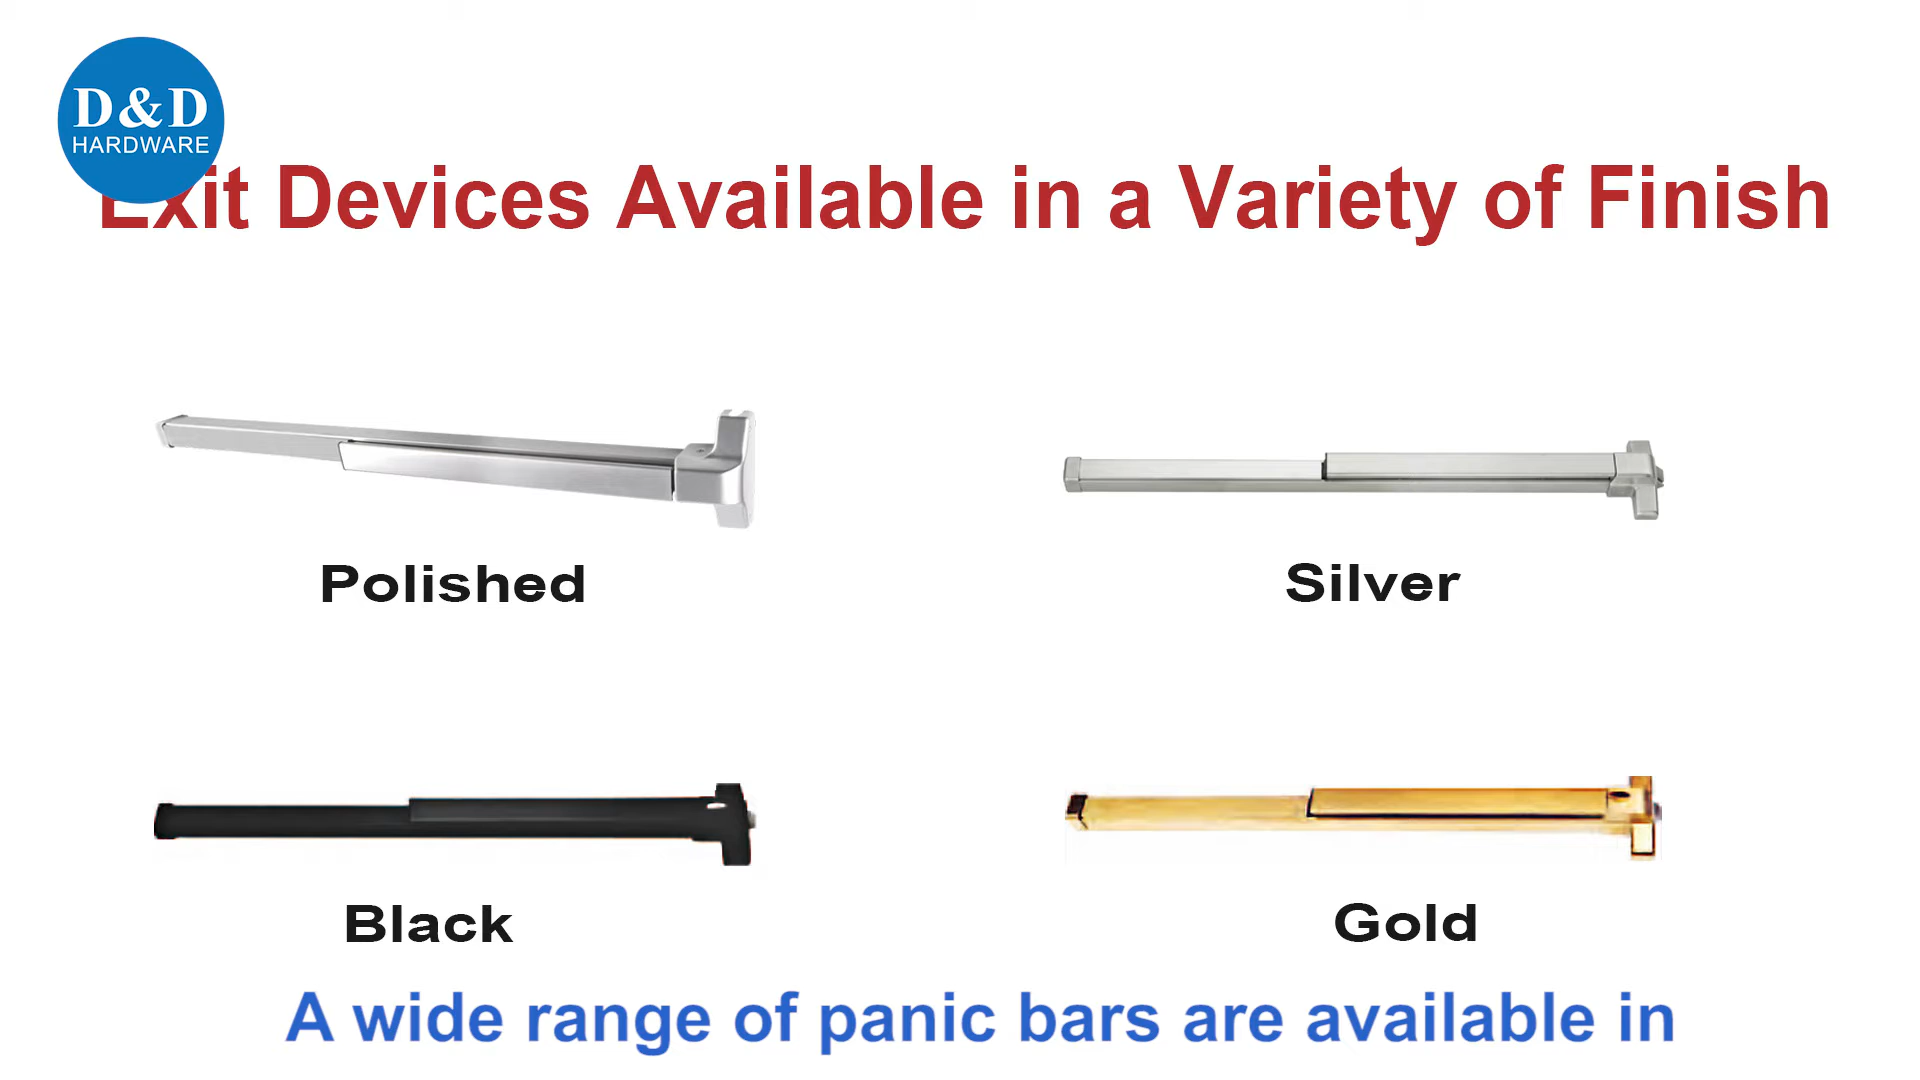 D&D
HARDWARE
Exit Devices Available in a Variety of Finish
Polished
Silver
Black
Gold
A wide range of panic bars are available in